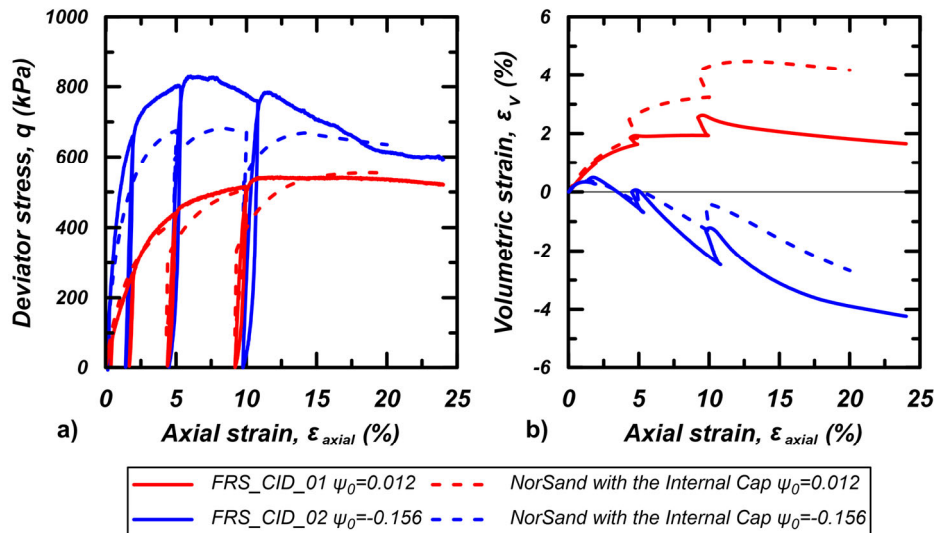 1000
800
600
400
200
0
Deviator stress, q (kPa)
0 5 10 15 20 25
a) Axial strain, ε axial (%)
6
4
2
0
-2
-4
-6
Volumetric strain, εv (%)
0 5 10 15 20 25
b) Axial strain, ε axial (%)
FRS_CID_01 ψ0=0.012 NorSand with the Internal Cap ψ0=0.012
FRS_CID_02 ψ0=-0.156 NorSand with the Internal Cap ψ0=-0.156